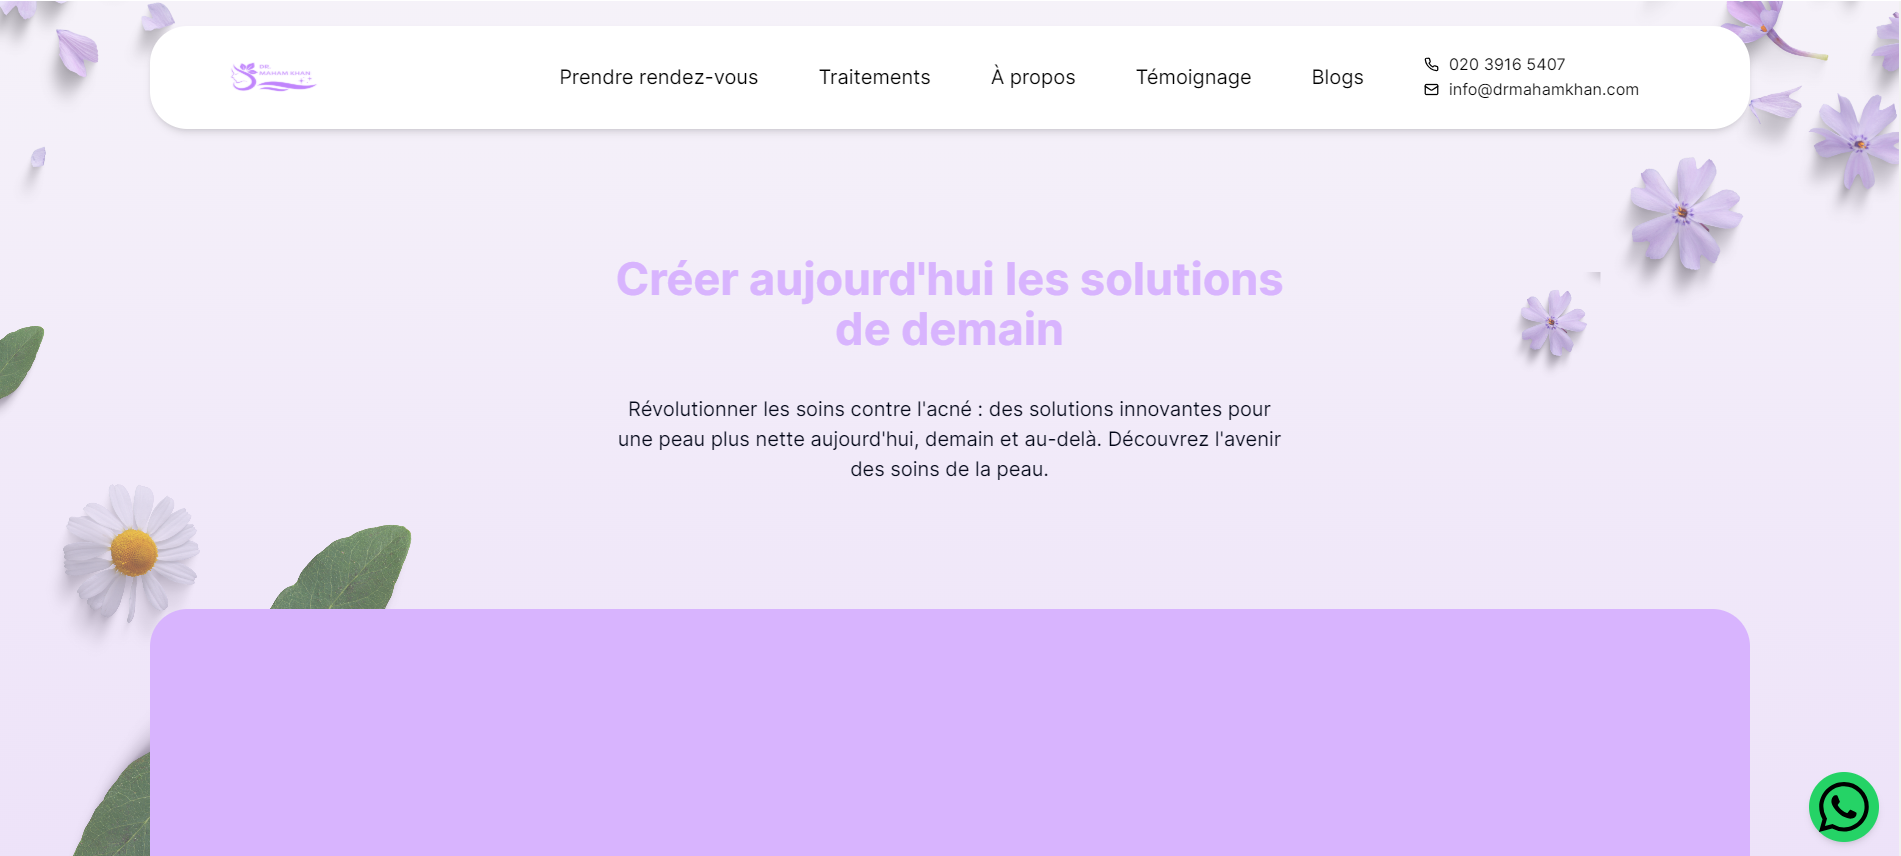 DR.
MAHAM KHAN
Prendre rendez-vous
Traitements
À propos
Témoignage
Blogs
020 3916 5407
info@drmahamkhan.com
Créer aujourd'hui les solutions
de demain
Révolutionner les soins contre l'acné : des solutions innovantes pour
une peau plus nette aujourd'hui, demain et au-delà. Découvrez l'avenir
des soins de la peau.